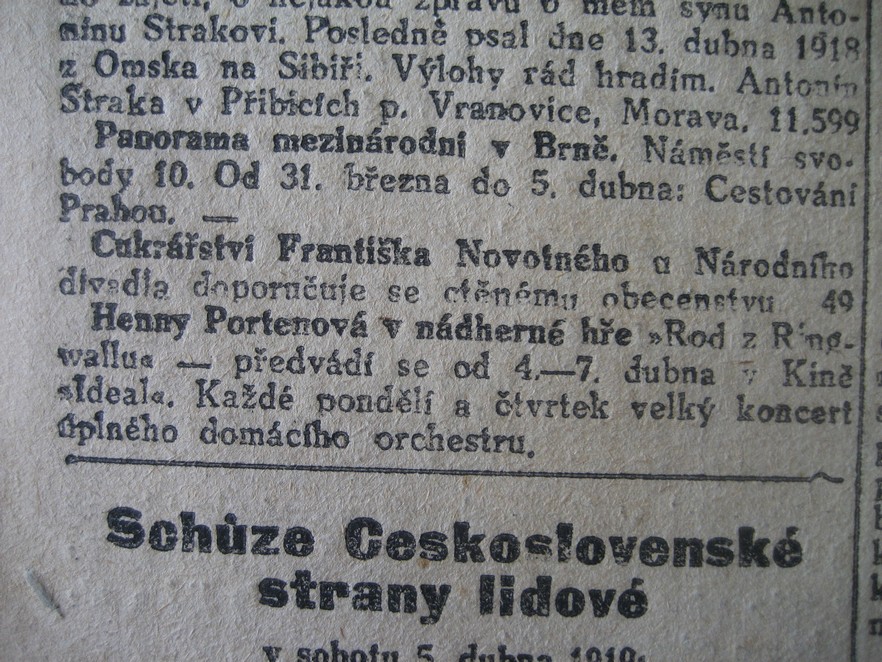 do zajetí, o nějakou zprávu o mém synu Anto-
nínu Strakovi. Posledně psal dne 13. dubna 1918
z Omska na Sibiři. Výlohy rád hradím. Antonín
Straka v Přibicích p. Vranovice, Morava. 11.599
Panorama mezinárodní v Brně. Náměstí svo-
body 10. Od 31. března do 5. dubna: Cestování
Prahou. —
Cukrářství Františka Novotného u Národního
divadla doporučuje se ctěnému obecenstvu. 49
Henny Portenová v nádherné hře »Rod z Ring-
wallu« — předvádí se od 4.—7. dubna v Kině
»Ideal«. Každé pondělí a čtvrtek velký koncert
úplného domácího orchestru.
Schůze Československé
strany lidové
v sobotu 5. dubna 1919: